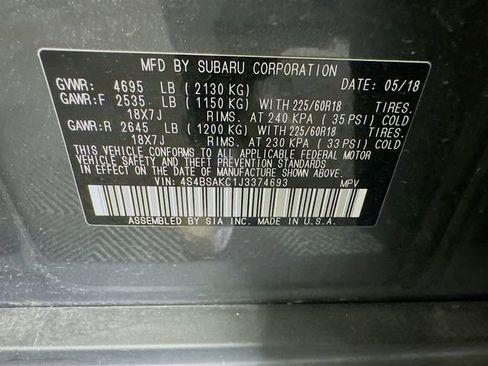 MFD BY SUBARU CORPORATION
GVWR: 4695 LB (2130 KG) DATE: 05/18
GAWR:F 2535 LB (1150 KG) WITH 225/60R18 TIRES.
18X7J RIMS. AT 240 KPA (35 PSI) COLD
GAWR:R 2645 LB (1200 KG) WITH 225/60R18 TIRES.
18X7J RIMS. AT 230 KPA (33 PSI) COLD
THIS VEHICLE CONFORMS TO ALL APPLICABLE FEDERAL MOTOR
VEHICLE SAFETY, BUMPER, AND THEFT PREVENTION STANDARDS
IN EFFECT ON THE DATE OF MANUFACTURE SHOWN ABOVE.
VIN: 4S4BSAKC1J3374693 MPV
ASSEMBLED BY SIA INC. MADE IN U.S.A.